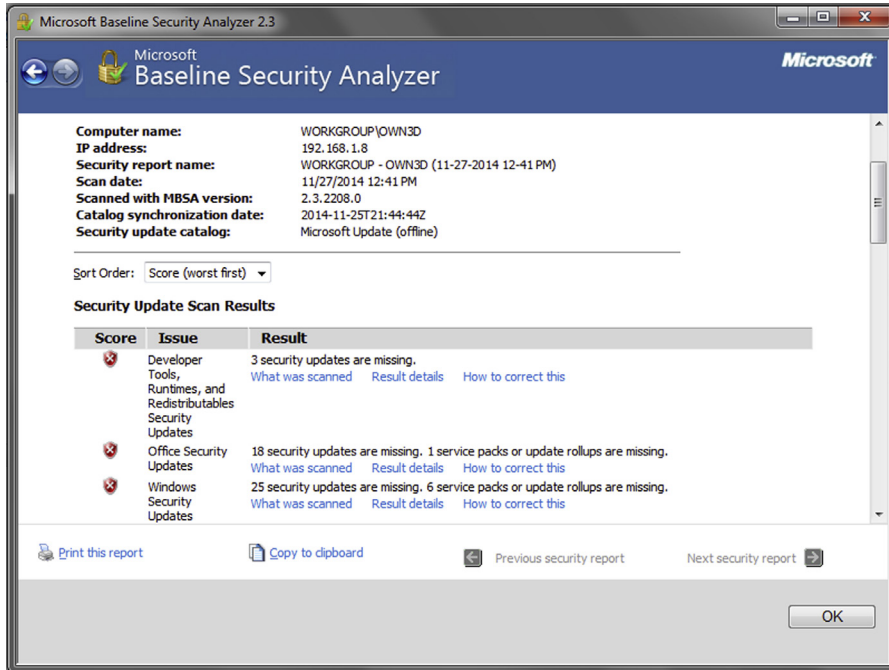 Microsoft Baseline Security Analyzer 2.3
Microsoft
Baseline Security Analyzer
Microsoft
Computer name: WORKGROUP\OWN3D
IP address: 192.168.1.8
Security report name: WORKGROUP - OWN3D (11-27-2014 12-41 PM)
Scan date: 11/27/2014 12:41 PM
Scanned with MBSA version: 2.3.2208.0
Catalog synchronization date: 2014-11-25T21:44:44Z
Security update catalog: Microsoft Update (offline)
Sort Order: Score (worst first)
Security Update Scan Results
Score Issue Result
Developer 3 security updates are missing.
Tools, What was scanned Result details How to correct this
Runtimes, and
Redistributables
Security
Updates
Office Security 18 security updates are missing. 1 service packs or update rollups are missing.
Updates What was scanned Result details How to correct this
Windows 25 security updates are missing. 6 service packs or update rollups are missing.
Security What was scanned Result details How to correct this
Updates
Print this report Copy to clipboard Previous security report Next security report
OK